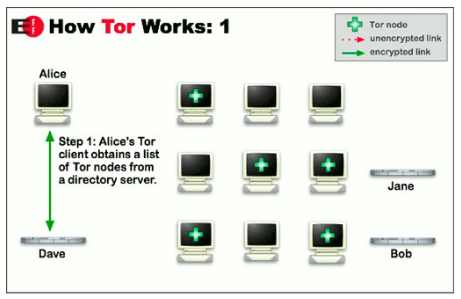 EFF How Tor Works: 1
Tor node
unencrypted link
encrypted link
Alice
Step 1: Alice's Tor
client obtains a list
of Tor nodes from
a directory server.
Jane
Dave
Bob